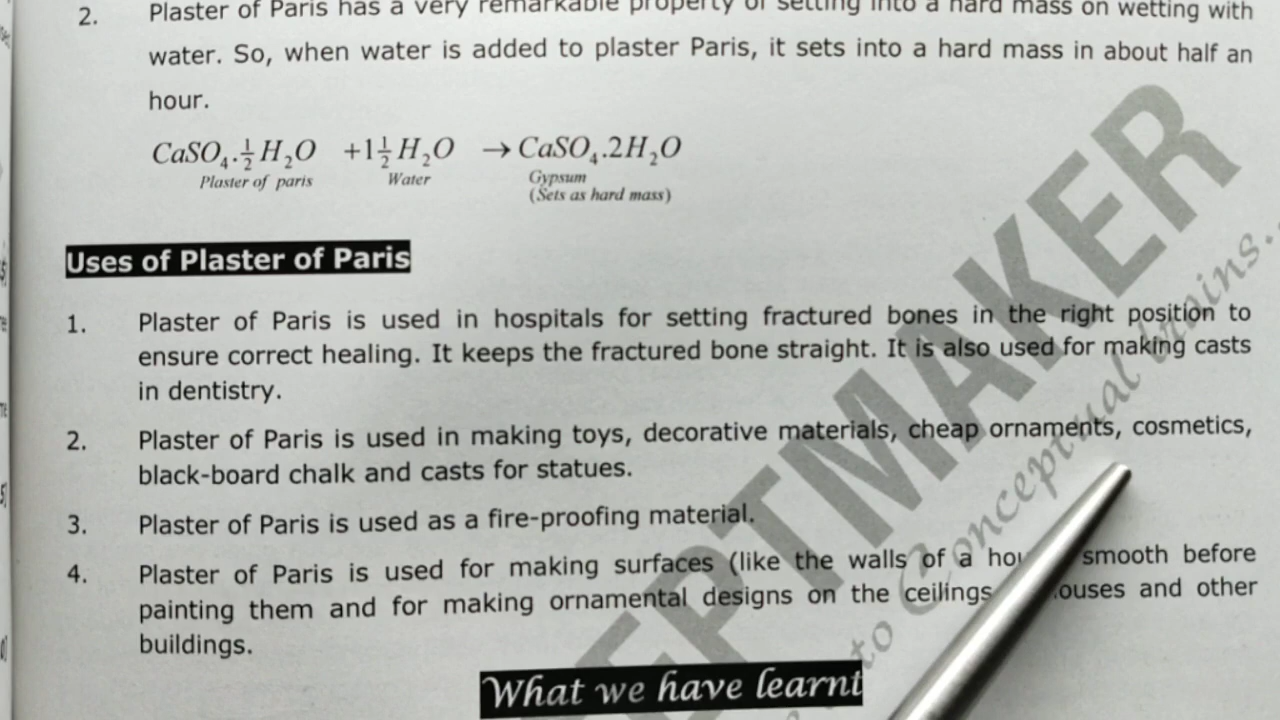 2. Plaster of Paris has a very remarkable property of setting into a hard mass on wetting with
water. So, when water is added to plaster Paris, it sets into a hard mass in about half an
hour.
CaSO₄.½H₂O +1½H₂O → CaSO₄.2H₂O
Plaster of paris Water Gypsum
(Sets as hard mass)
Uses of Plaster of Paris
1. Plaster of Paris is used in hospitals for setting fractured bones in the right position to
ensure correct healing. It keeps the fractured bone straight. It is also used for making casts
in dentistry.
2. Plaster of Paris is used in making toys, decorative materials, cheap ornaments, cosmetics,
black-board chalk and casts for statues.
3. Plaster of Paris is used as a fire-proofing material.
4. Plaster of Paris is used for making surfaces (like the walls of a smooth before
painting them and for making ornamental designs on the ceilings and other
buildings.
What we have learnt
EPTMAKER
to Conceptual